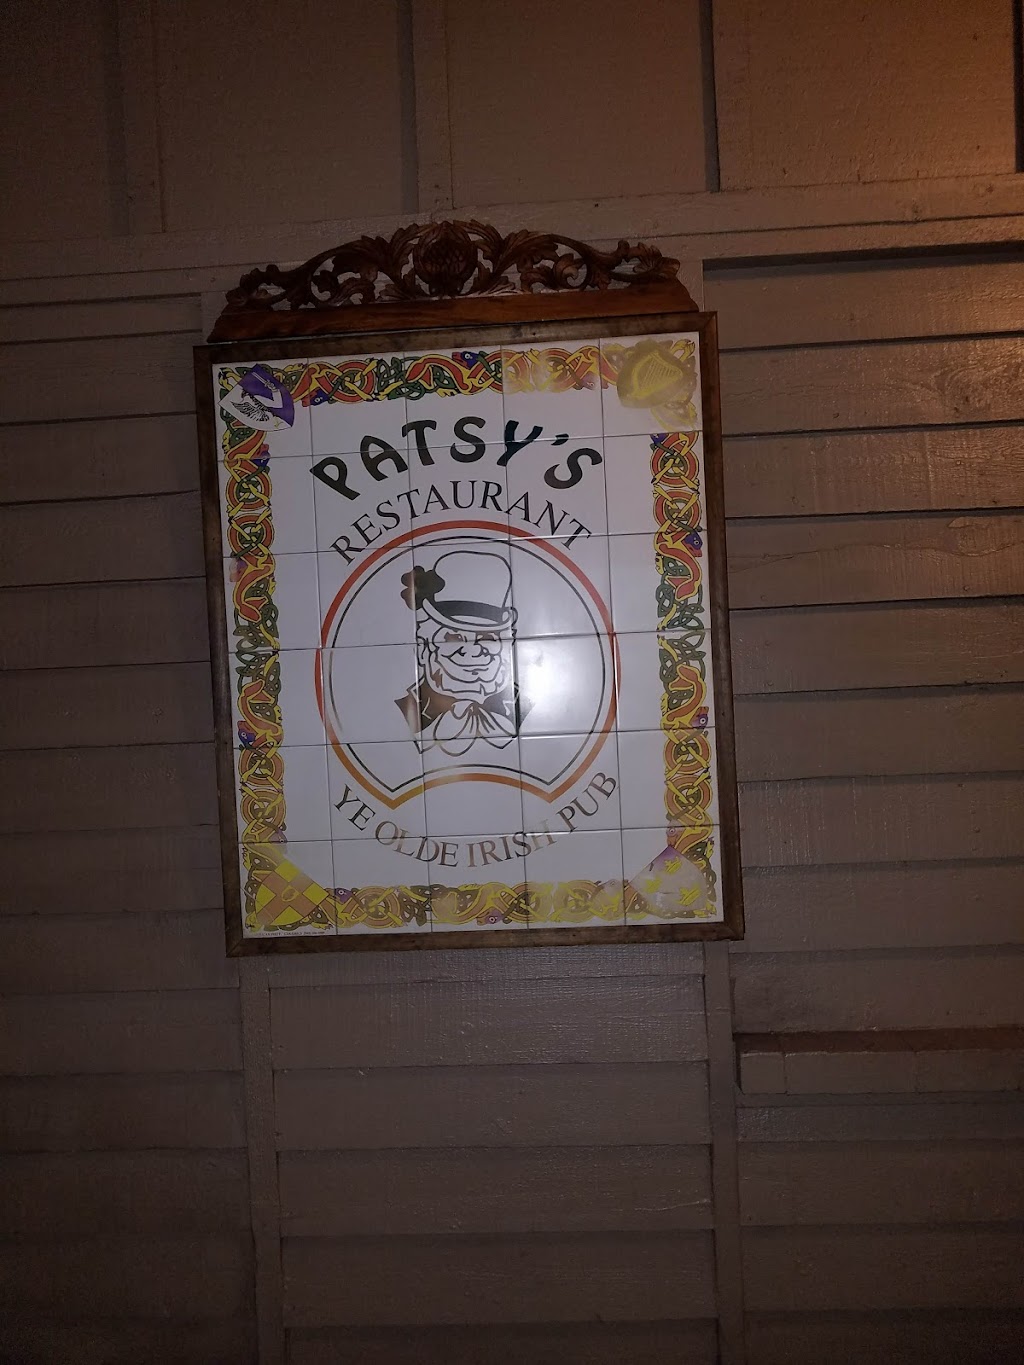 PATSY'S
RESTAURANT
YE OLDE IRISH PUB